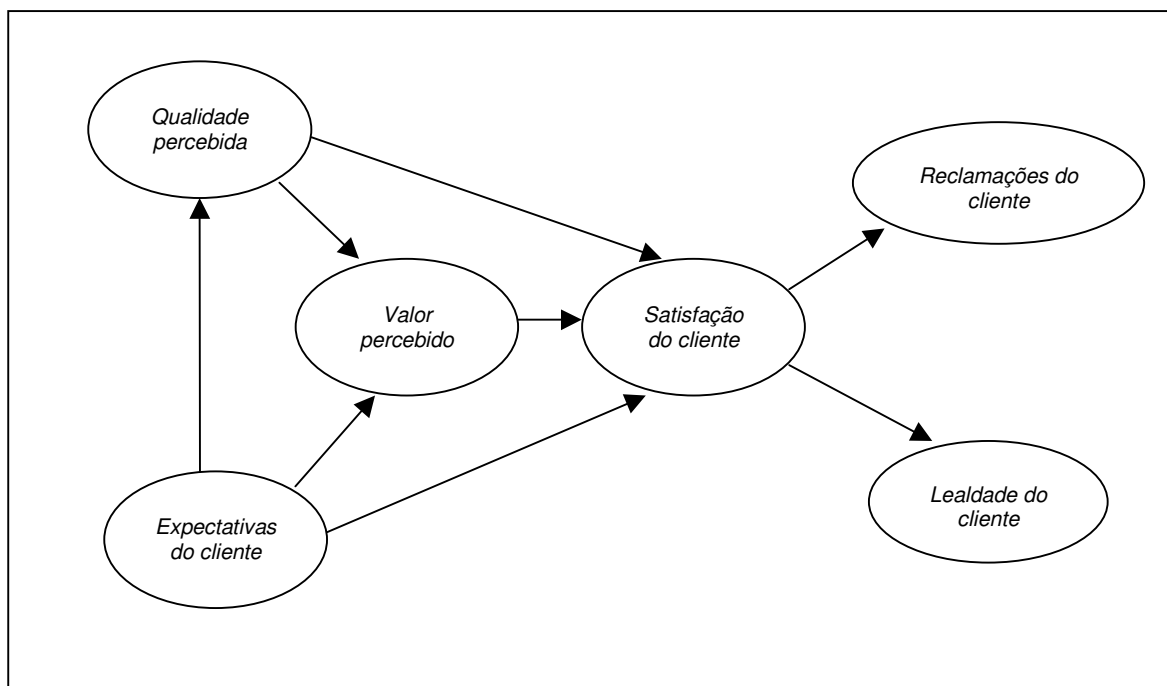 Qualidade
percebida
Reclamações do
cliente
Valor
percebido
Satisfação
do cliente
Expectativas
do cliente
Lealdade do
cliente